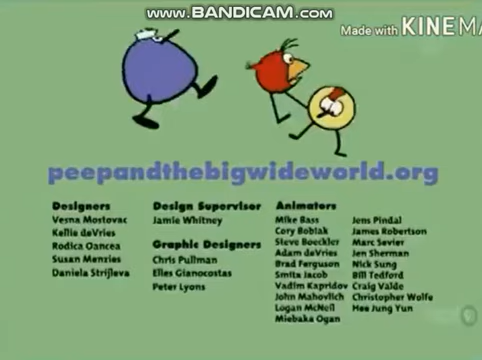 www.BANDICAM.com
Made with KINEMA
peepandthebigwideworld.org
Designers
Vesna Mostovac
Kellie deVries
Rodica Oancea
Susan Menzies
Daniela Strijleva
Design Supervisor
Jamie Whitney
Graphic Designers
Chris Pullman
Elles Gianocostas
Peter Lyons
Animators
Mike Bass
Cory Bobiak
Steve Boeckler
Adam deVries
Brad Ferguson
Smita Jacob
Vadim Kapridov
John Mahovlich
Logan McNeil
Miebaka Ogan
Jens Pindal
James Robertson
Marc Sevier
Jen Sherman
Nick Sung
Bill Tedford
Craig Valde
Christopher Wolfe
Hee Jung Yun